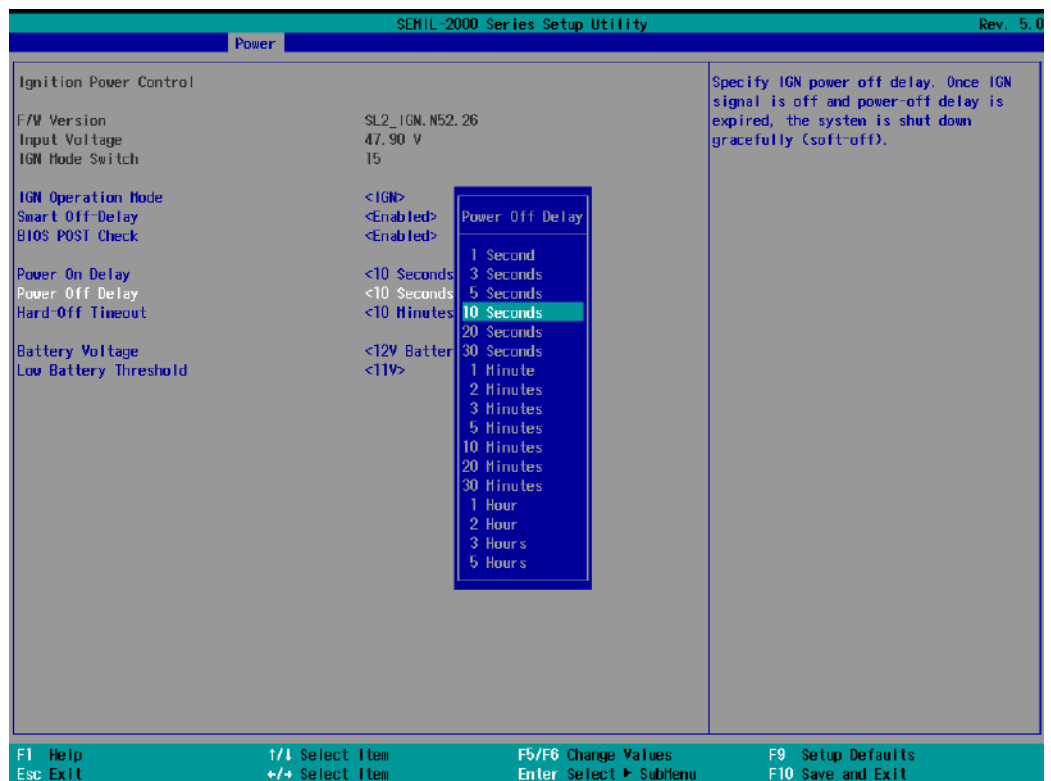 SEMIL-2000 Series Setup Utility Rev. 5.0
Power
Ignition Power Control
F/W Version SL2_IGN.N52.26
Input Voltage 47.90 V
IGN Mode Switch 15
IGN Operation Mode <IGN>
Smart Off-Delay <Enabled>
BIOS POST Check <Enabled>
Power On Delay <10 Seconds
Power Off Delay <10 Seconds
Hard-Off Timeout <10 Minutes
Battery Voltage <12V Batter
Low Battery Threshold <11V>
Power Off Delay
1 Second
3 Seconds
5 Seconds
10 Seconds
20 Seconds
30 Seconds
1 Minute
2 Minutes
3 Minutes
5 Minutes
10 Minutes
20 Minutes
30 Minutes
1 Hour
2 Hour
3 Hours
5 Hours
Specify IGN power off delay. Once IGN
signal is off and power-off delay is
expired, the system is shut down
gracefully (soft-off).
F1 Help ↑/↓ Select Item F5/F6 Change Values F9 Setup Defaults
Esc Exit ←/→ Select Item Enter Select ► SubMenu F10 Save and Exit